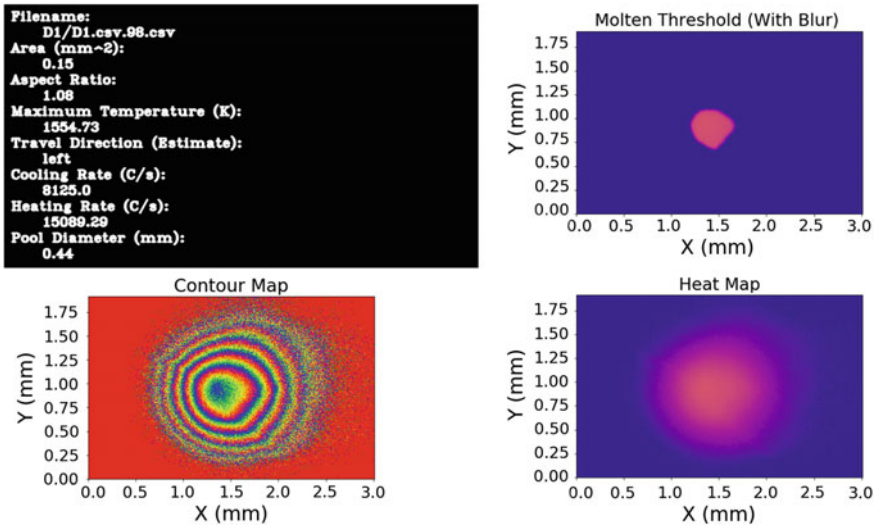 Filename:
D1/D1.csv.98.csv
Area (mm^2):
0.15
Aspect Ratio:
1.08
Maximum Temperature (K):
1554.73
Travel Direction (Estimate):
left
Cooling Rate (C/s):
8125.0
Heating Rate (C/s):
15089.29
Pool Diameter (mm):
0.44
Molten Threshold (With Blur)
1.75
1.50
1.25
1.00
0.75
0.50
0.25
0.00
Y (mm)
0.0 0.5 1.0 1.5 2.0 2.5 3.0
X (mm)
Contour Map
1.75
1.50
1.25
1.00
0.75
0.50
0.25
0.00
Y (mm)
0.0 0.5 1.0 1.5 2.0 2.5 3.0
X (mm)
Heat Map
1.75
1.50
1.25
1.00
0.75
0.50
0.25
0.00
Y (mm)
0.0 0.5 1.0 1.5 2.0 2.5 3.0
X (mm)